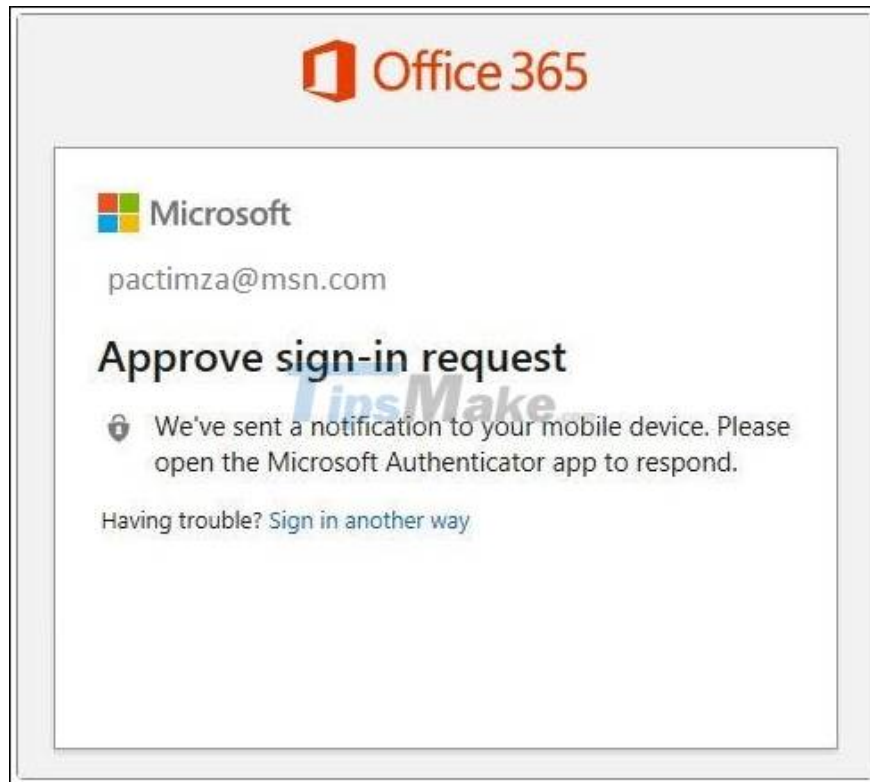 Office 365
Microsoft
pactimza@msn.com
Approve sign-in request
TipsMake
We've sent a notification to your mobile device. Please
open the Microsoft Authenticator app to respond.
Having trouble? Sign in another way